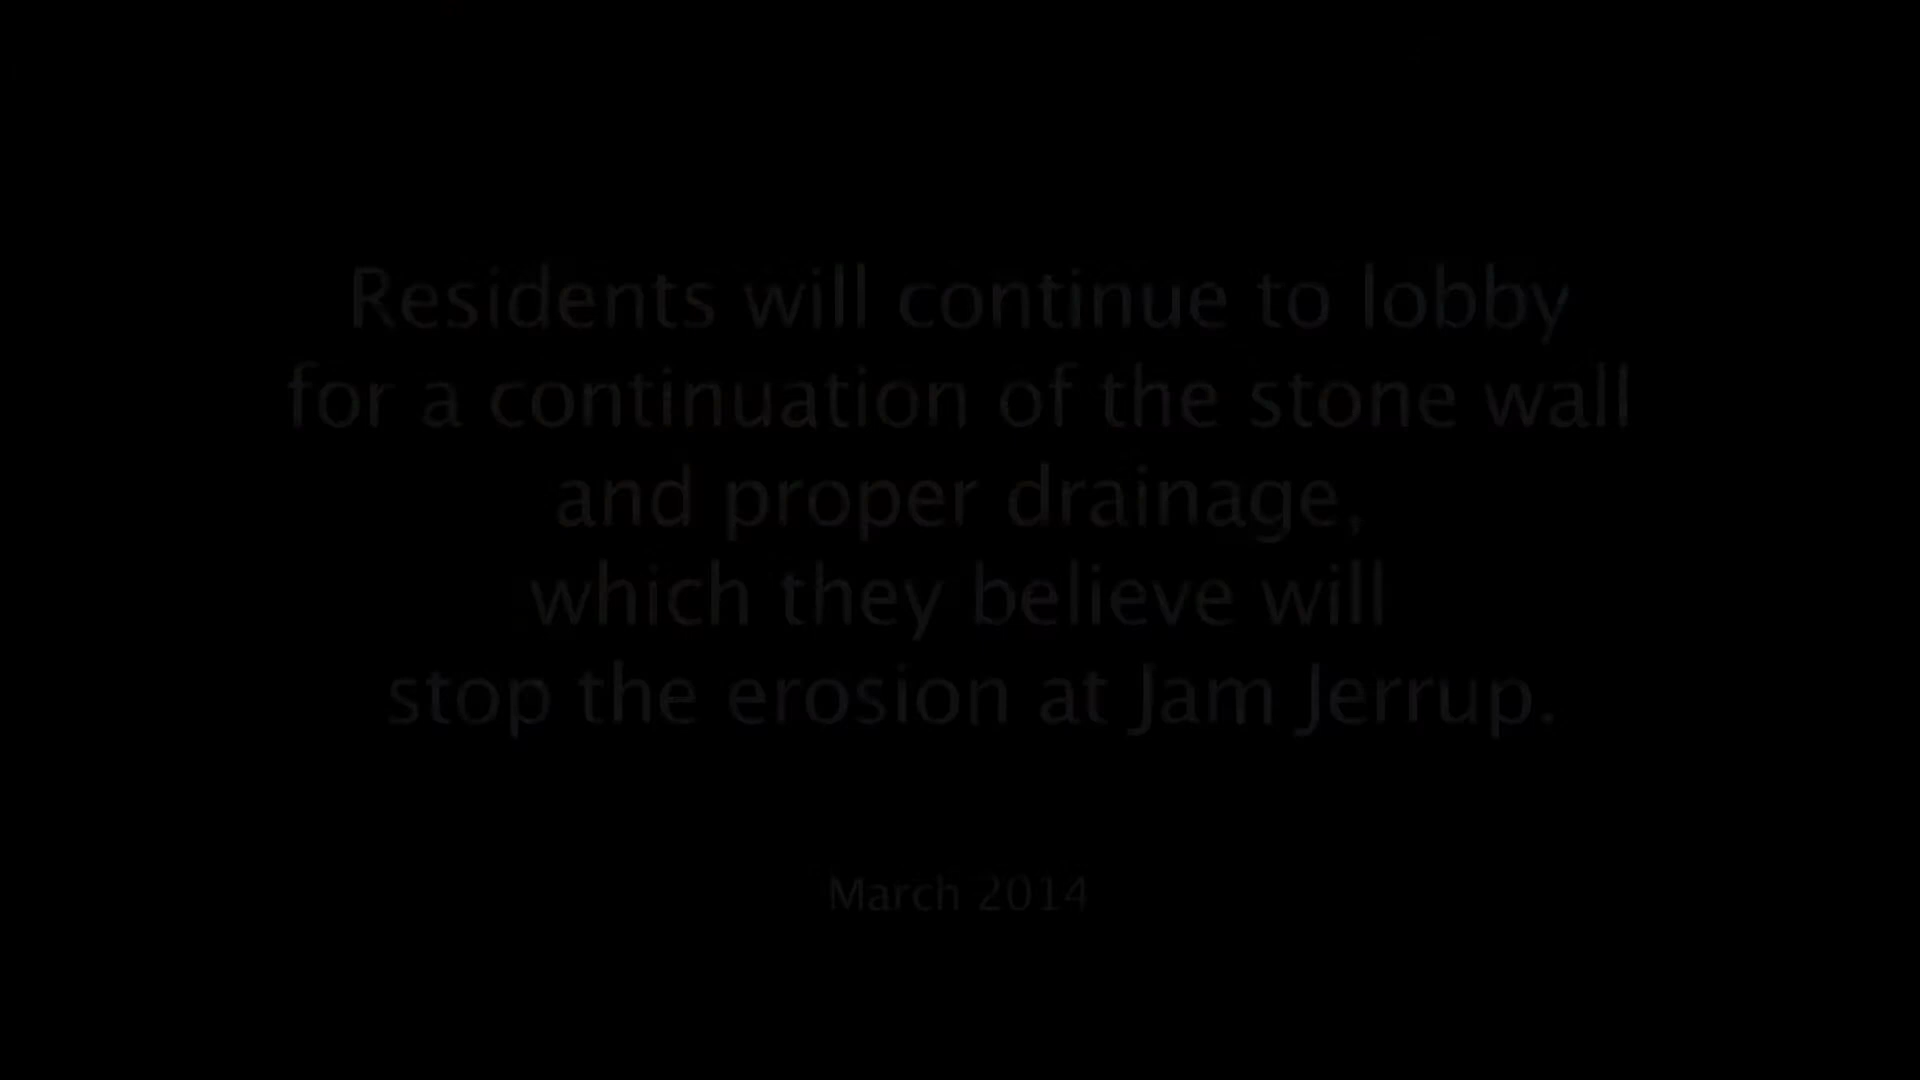 Residents will continue to lobby
for a continuation of the stone wall
and proper drainage,
which they believe will
stop the erosion at Jam Jerrup.
March 2014